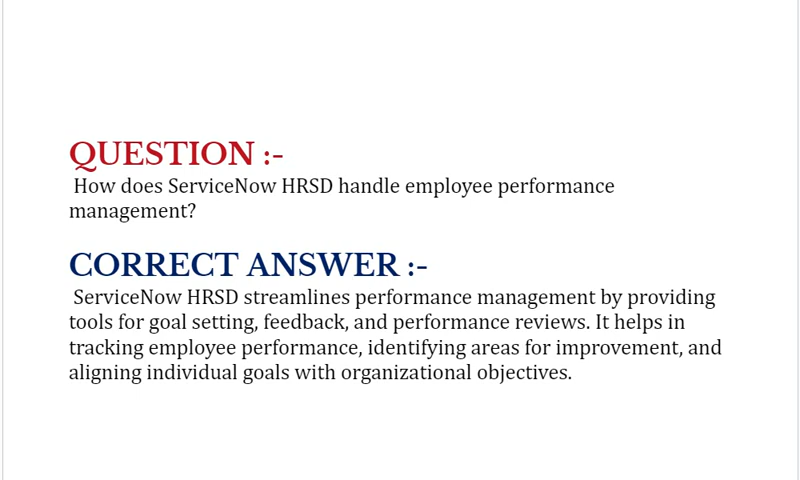 QUESTION :-
How does ServiceNow HRSD handle employee performance
management?
CORRECT ANSWER :-
ServiceNow HRSD streamlines performance management by providing
tools for goal setting, feedback, and performance reviews. It helps in
tracking employee performance, identifying areas for improvement, and
aligning individual goals with organizational objectives.